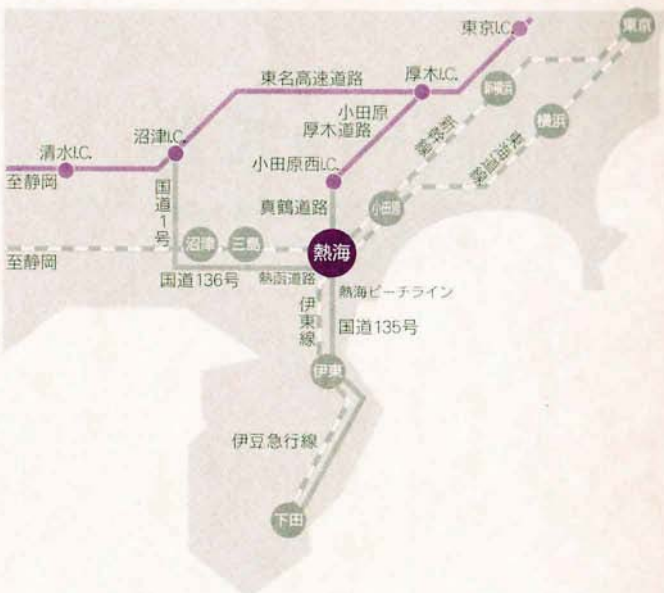 東京I.C.
東京
東名高速道路
厚木I.C.
新横浜
小田原
厚木道路
新幹線
横浜
東海道線
沼津I.C.
清水I.C.
至静岡
小田原西I.C.
国道1号
真鶴道路
小田原
沼津
三島
熱海
至静岡
国道136号
熱函道路
熱海ビーチライン
伊東線
国道135号
伊東
伊豆急行線
下田